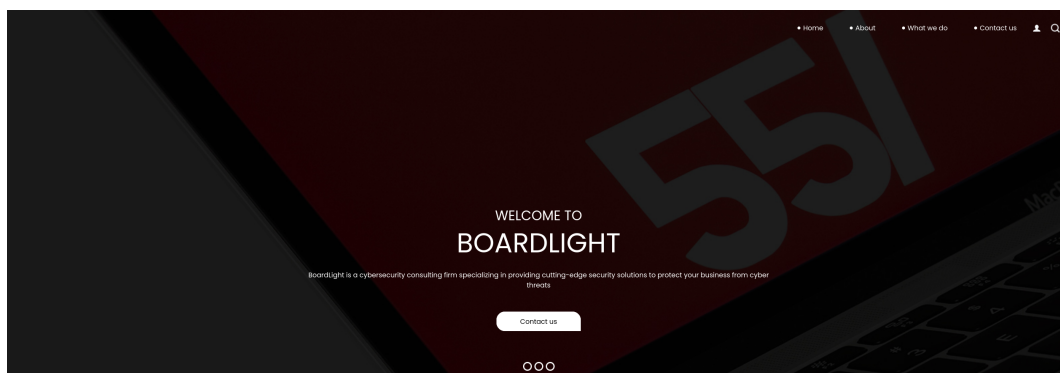 Home
About
What we do
Contact us
55/
WELCOME TO
BOARDLIGHT
BoardLight is a cybersecurity consulting firm specializing in providing cutting-edge security solutions to protect your business from cyber
threats
Contact us